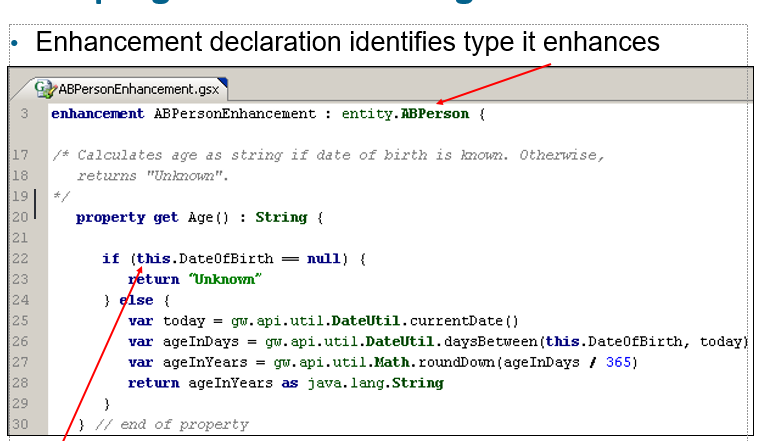 • Enhancement declaration identifies type it enhances
ABPersonEnhancement.gsx
3 enhancement ABPersonEnhancement : entity.ABPerson {
17 /* Calculates age as string if date of birth is known. Otherwise,
18 returns "Unknown".
19 */
20 property get Age() : String {
21
22 if (this.DateOfBirth == null) {
23 return "Unknown"
24 } else {
25 var today = gw.api.util.DateUtil.currentDate()
26 var ageInDays = gw.api.util.DateUtil.daysBetween(this.DateOfBirth, today)
27 var ageInYears = gw.api.util.Math.roundDown(ageInDays / 365)
28 return ageInYears as java.lang.String
29 }
30 } // end of property